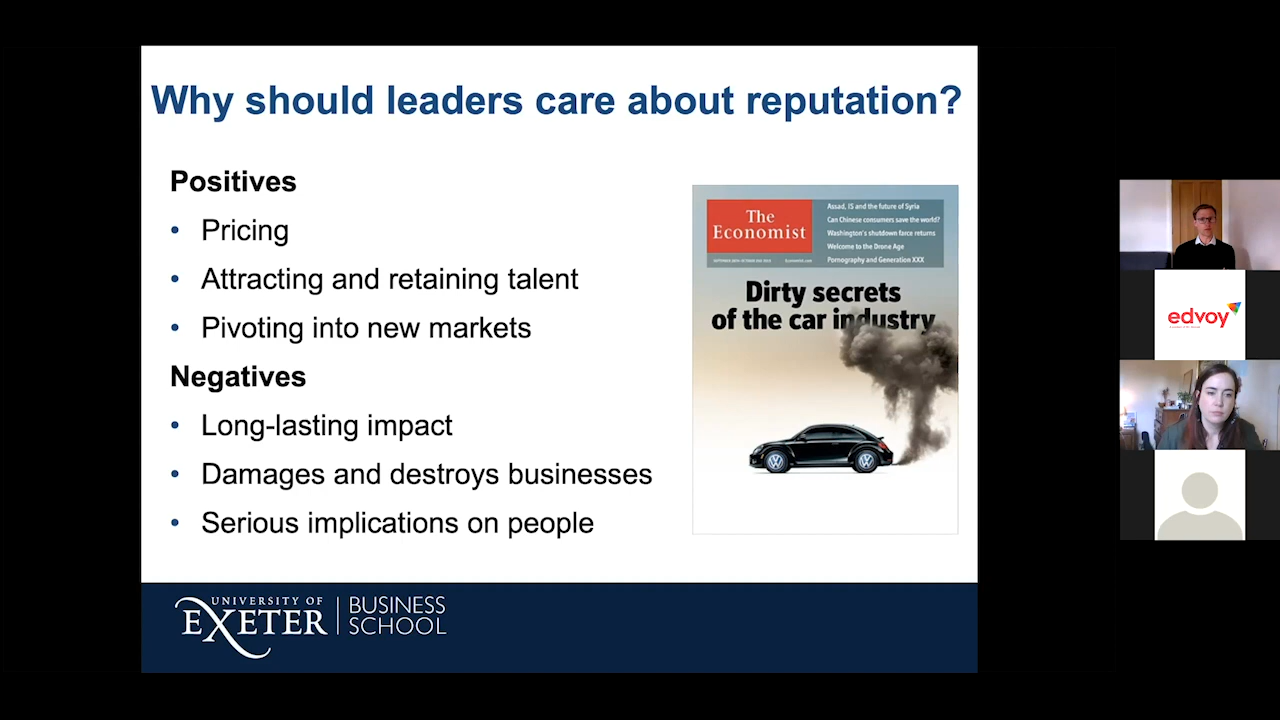 Why should leaders care about reputation?
Positives
• Pricing
• Attracting and retaining talent
• Pivoting into new markets
Negatives
• Long-lasting impact
• Damages and destroys businesses
• Serious implications on people
The
Economist
Assad, IS and the future of Syria
Can Chinese consumers save the world?
Washington's shutdown farce returns
Welcome to the Drone Age
Pornography and Generation XXX
Economist.com
Dirty secrets
of the car industry
UNIVERSITY OF
EXETER
BUSINESS
SCHOOL
edvoy